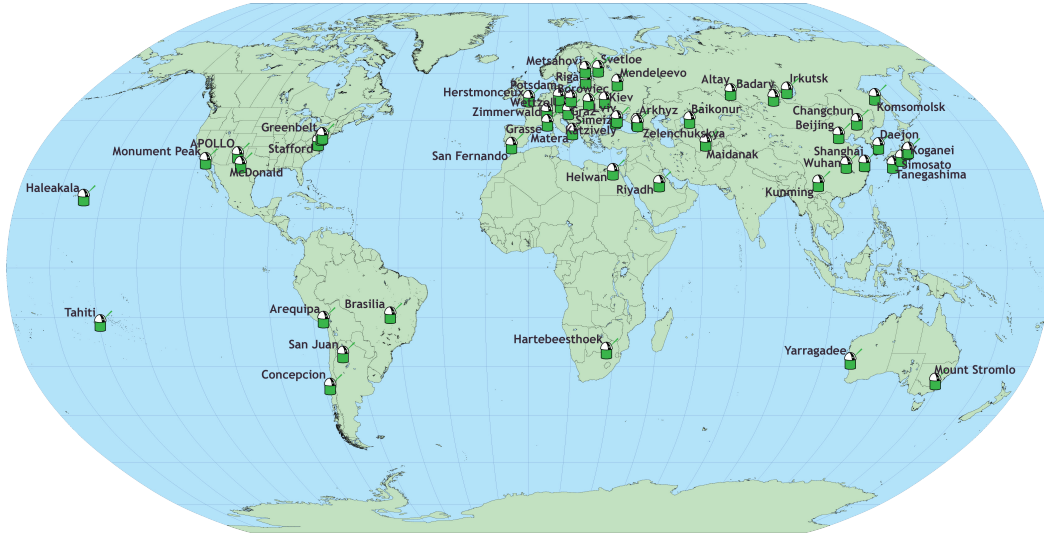 Metsahovi
Svetloe
Riga
Mendeleevo
Potsdam
Borowiec
Herstmonceux
Wettzell
Kiev
Zimmerwald
Graz
Lviv
Simeiz
Arkhyz
Grasse
Katzively
Zelenchukskya
Matera
San Fernando
Altay
Badary
Irkutsk
Baikonur
Maidanak
Changchun
Komsomolsk
Beijing
Daejon
Shanghai
Koganei
Wuhan
Simosato
Tanegashima
Kunming
Greenbelt
APOLLO
Stafford
Monument Peak
McDonald
Haleakala
Helwan
Riyadh
Tahiti
Arequipa
Brasilia
San Juan
Concepcion
Hartebeesthoek
Yarragadee
Mount Stromlo